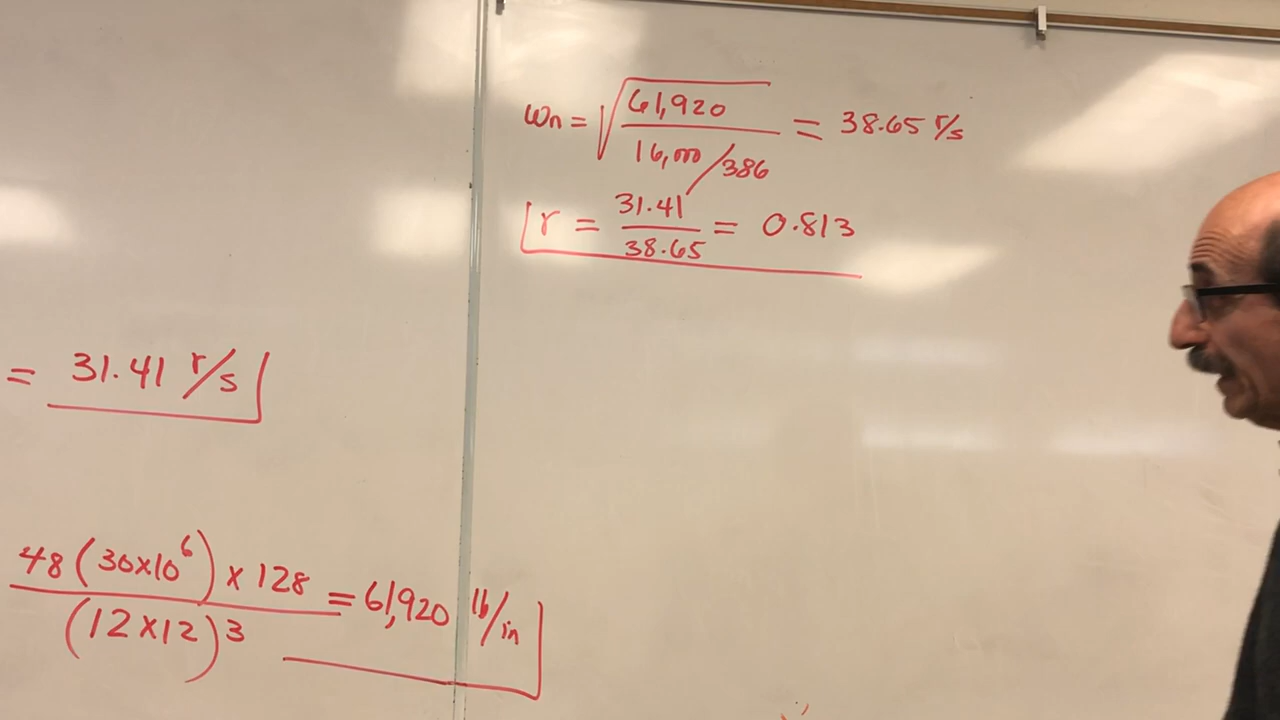 = 31.41 r/s
48(30x10⁶) x 128
(12x12)³
= 61,920 lb/in
ωn = √ 61,920
16,000/386
= 38.65 r/s
r = 31.41
38.65
= 0.813